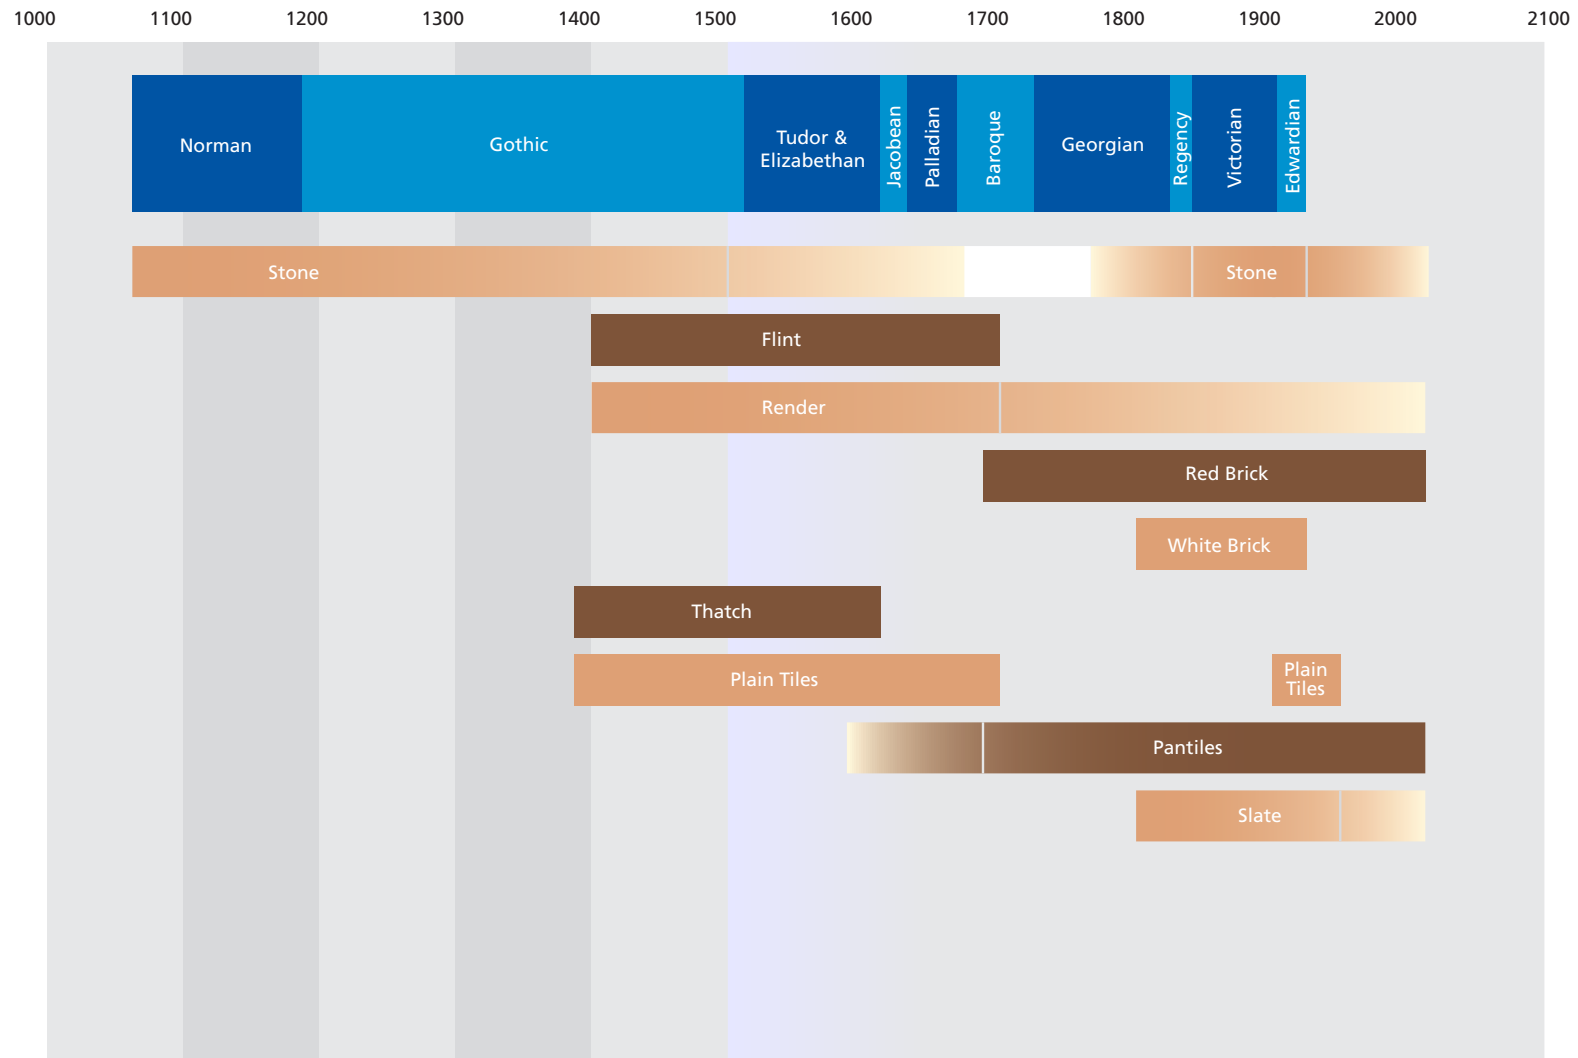 1000 1100 1200 1300 1400 1500 1600 1700 1800 1900 2000 2100
Norman
Gothic
Tudor &
Elizabethan
Jacobean
Palladian
Baroque
Georgian
Regency
Victorian
Edwardian
Stone
Stone
Flint
Render
Red Brick
White Brick
Thatch
Plain Tiles
Plain
Tiles
Pantiles
Slate